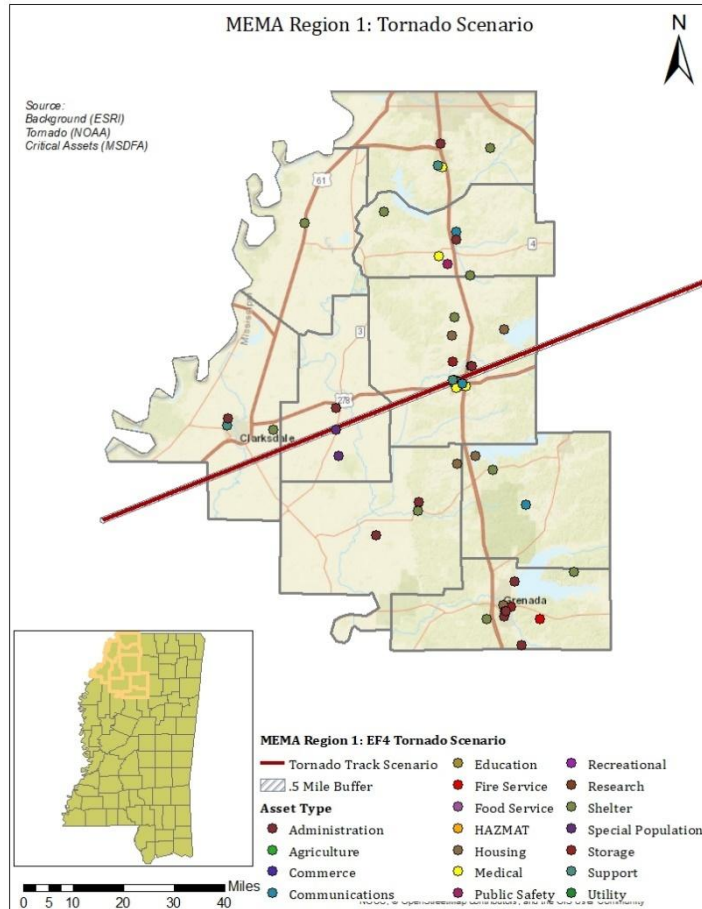 MEMA Region 1: Tornado Scenario
N
Source:
Background (ESRI)
Tornado (NOAA)
Critical Assets (MSDFA)
61
4
Mississippi
3
278
Clarksdale
Grenada
MEMA Region 1: EF4 Tornado Scenario
Tornado Track Scenario
.5 Mile Buffer
Asset Type
Administration
Agriculture
Commerce
Communications
Education
Fire Service
Food Service
HAZMAT
Housing
Medical
Public Safety
Recreational
Research
Shelter
Special Population
Storage
Support
Utility
Miles
0 5 10 20 30 40